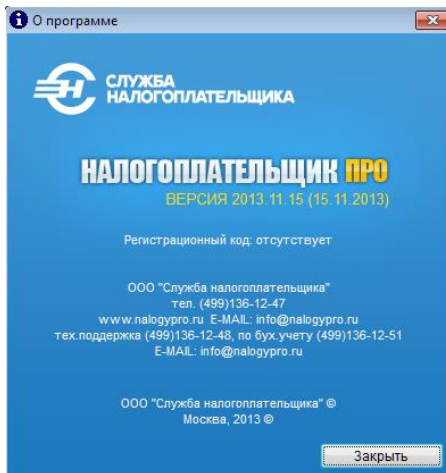 О программе
СЛУЖБА
НАЛОГОПЛАТЕЛЬЩИКА
НАЛОГОПЛАТЕЛЬЩИК ПРО
ВЕРСИЯ 2013.11.15 (15.11.2013)
Регистрационный код: отсутствует
ООО "Служба налогоплательщика"
тел. (499)136-12-47
www.nalogypro.ru E-MAIL: info@nalogypro.ru
тех.поддержка (499)136-12-48, по бух.учету (499)136-12-51
E-MAIL: info@nalogypro.ru
ООО "Служба налогоплательщика" ©
Москва, 2013 ©
Закрыть